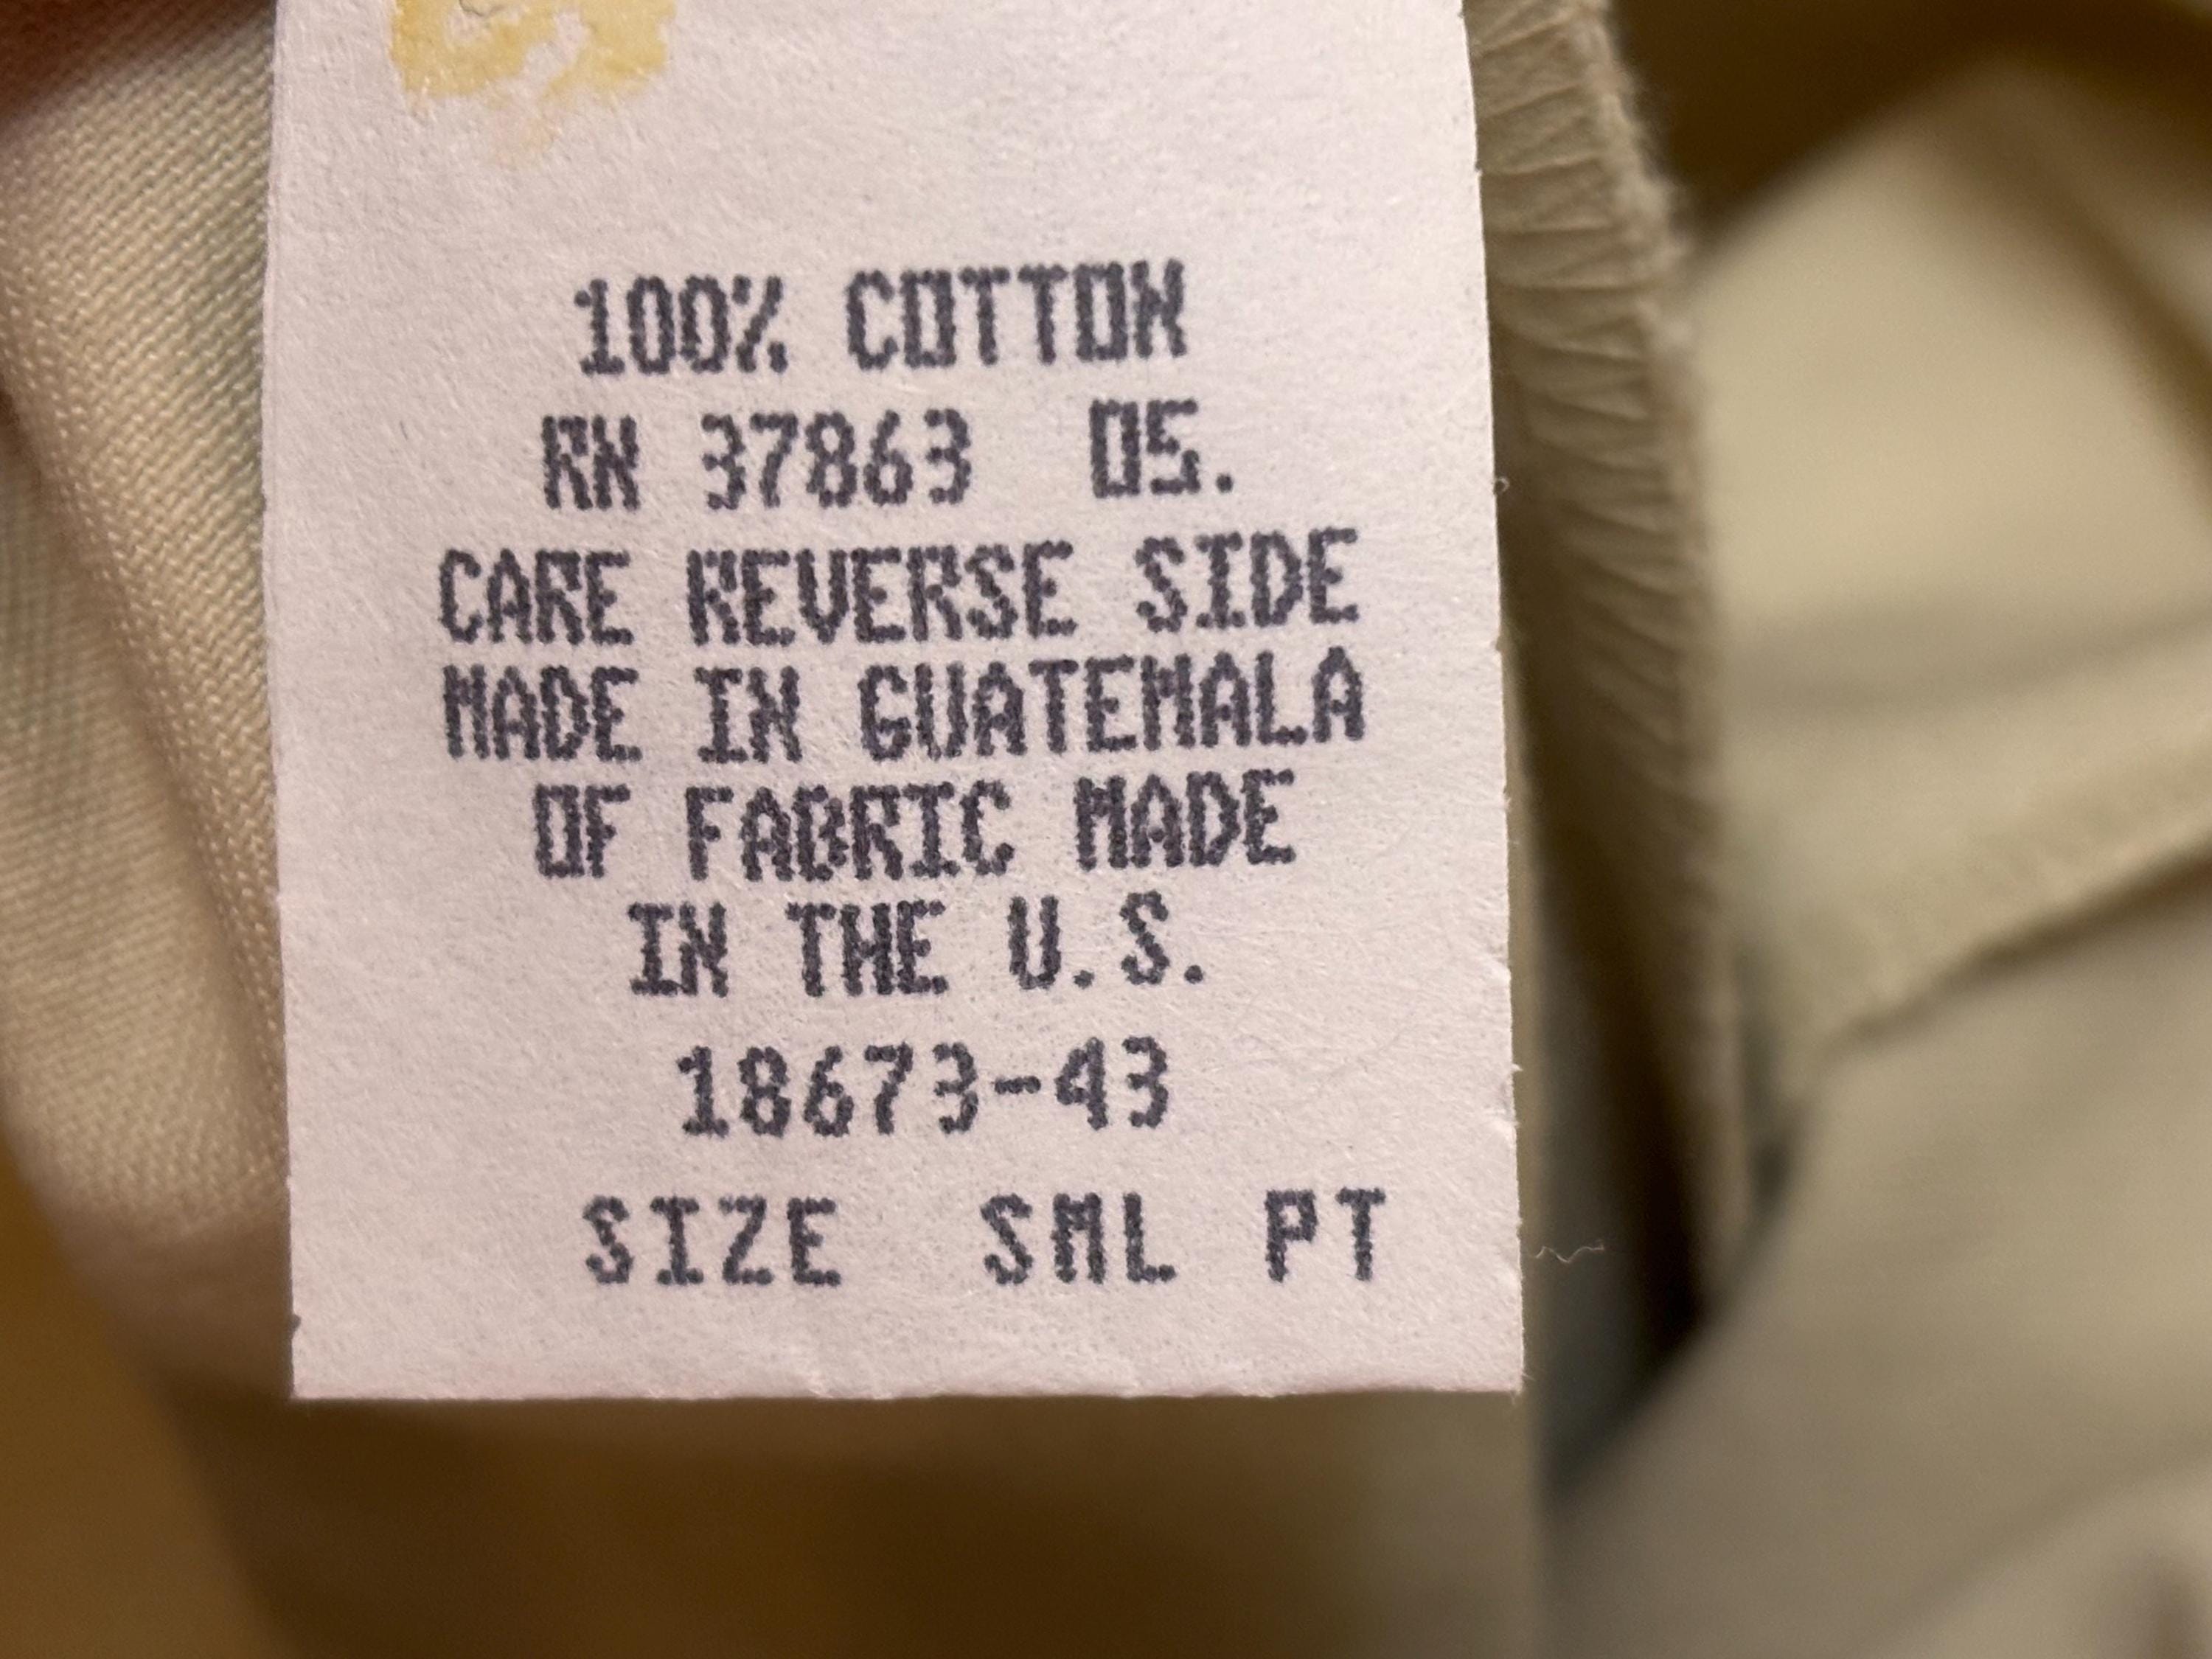 100% COTTON
RN 37863 OS.
CARE REVERSE SIDE
MADE IN GUATEMALA
OF FABRIC MADE
IN THE U.S.
18673-43
SIZE SML PT